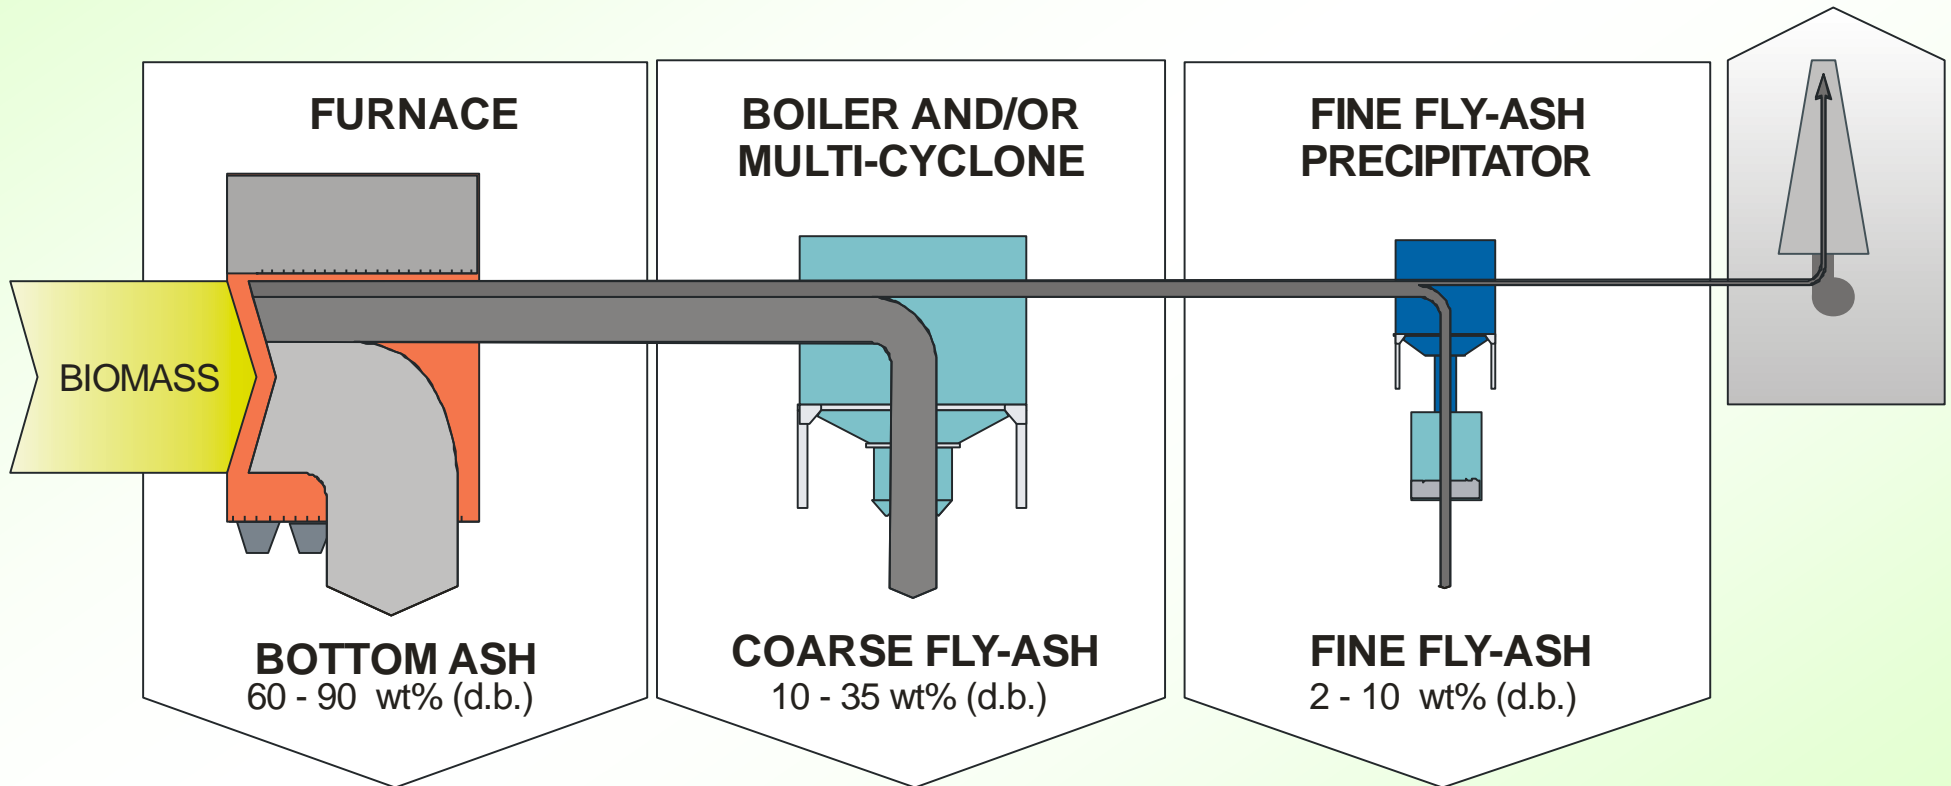 FURNACE
BOILER AND/OR
MULTI-CYCLONE
FINE FLY-ASH
PRECIPITATOR
BIOMASS
BOTTOM ASH
60 - 90 wt% (d.b.)
COARSE FLY-ASH
10 - 35 wt% (d.b.)
FINE FLY-ASH
2 - 10 wt% (d.b.)